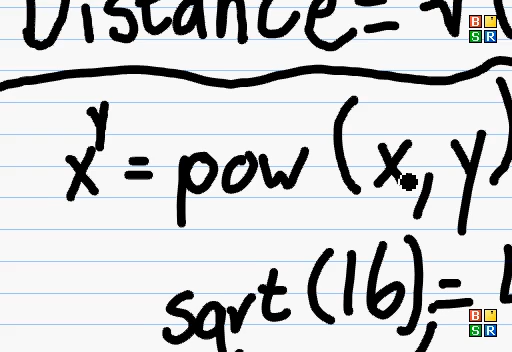 Distance = √(
x^y = pow (x, y)
sqrt (16) =
B
S R
B
S R